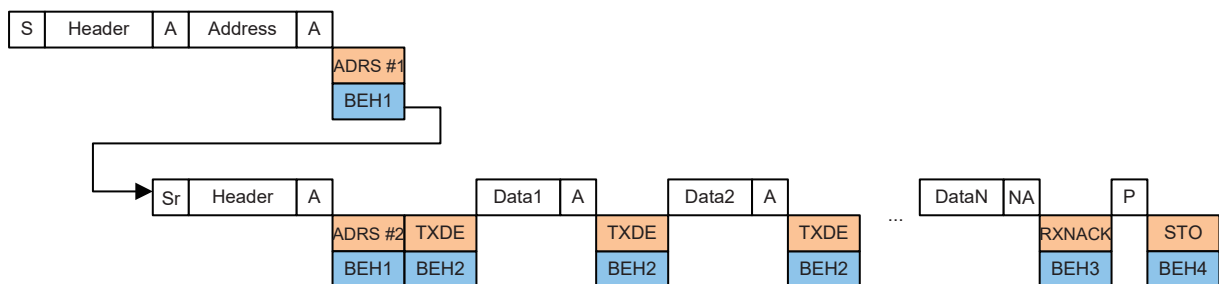 S Header A Address A
ADRS #1
BEH1
Sr Header A Data1 A Data2 A ... DataN NA P
ADRS #2 TXDE TXDE TXDE RXNACK STO
BEH1 BEH2 BEH2 BEH2 BEH3 BEH4